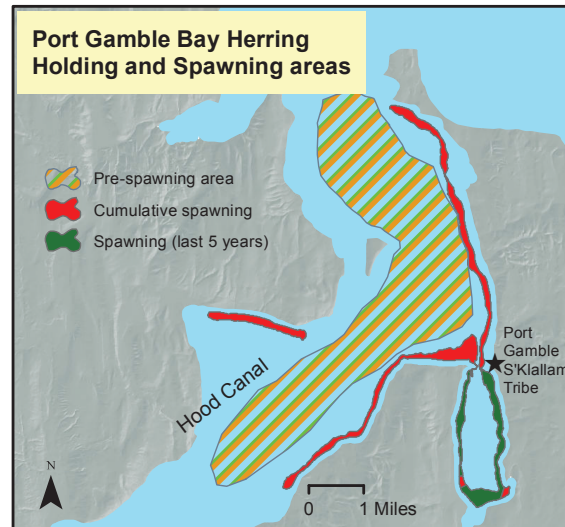 Port Gamble Bay Herring
Holding and Spawning areas
Pre-spawning area
Cumulative spawning
Spawning (last 5 years)
Port
Gamble
S'Klallam
Tribe
Hood Canal
N
0 1 Miles